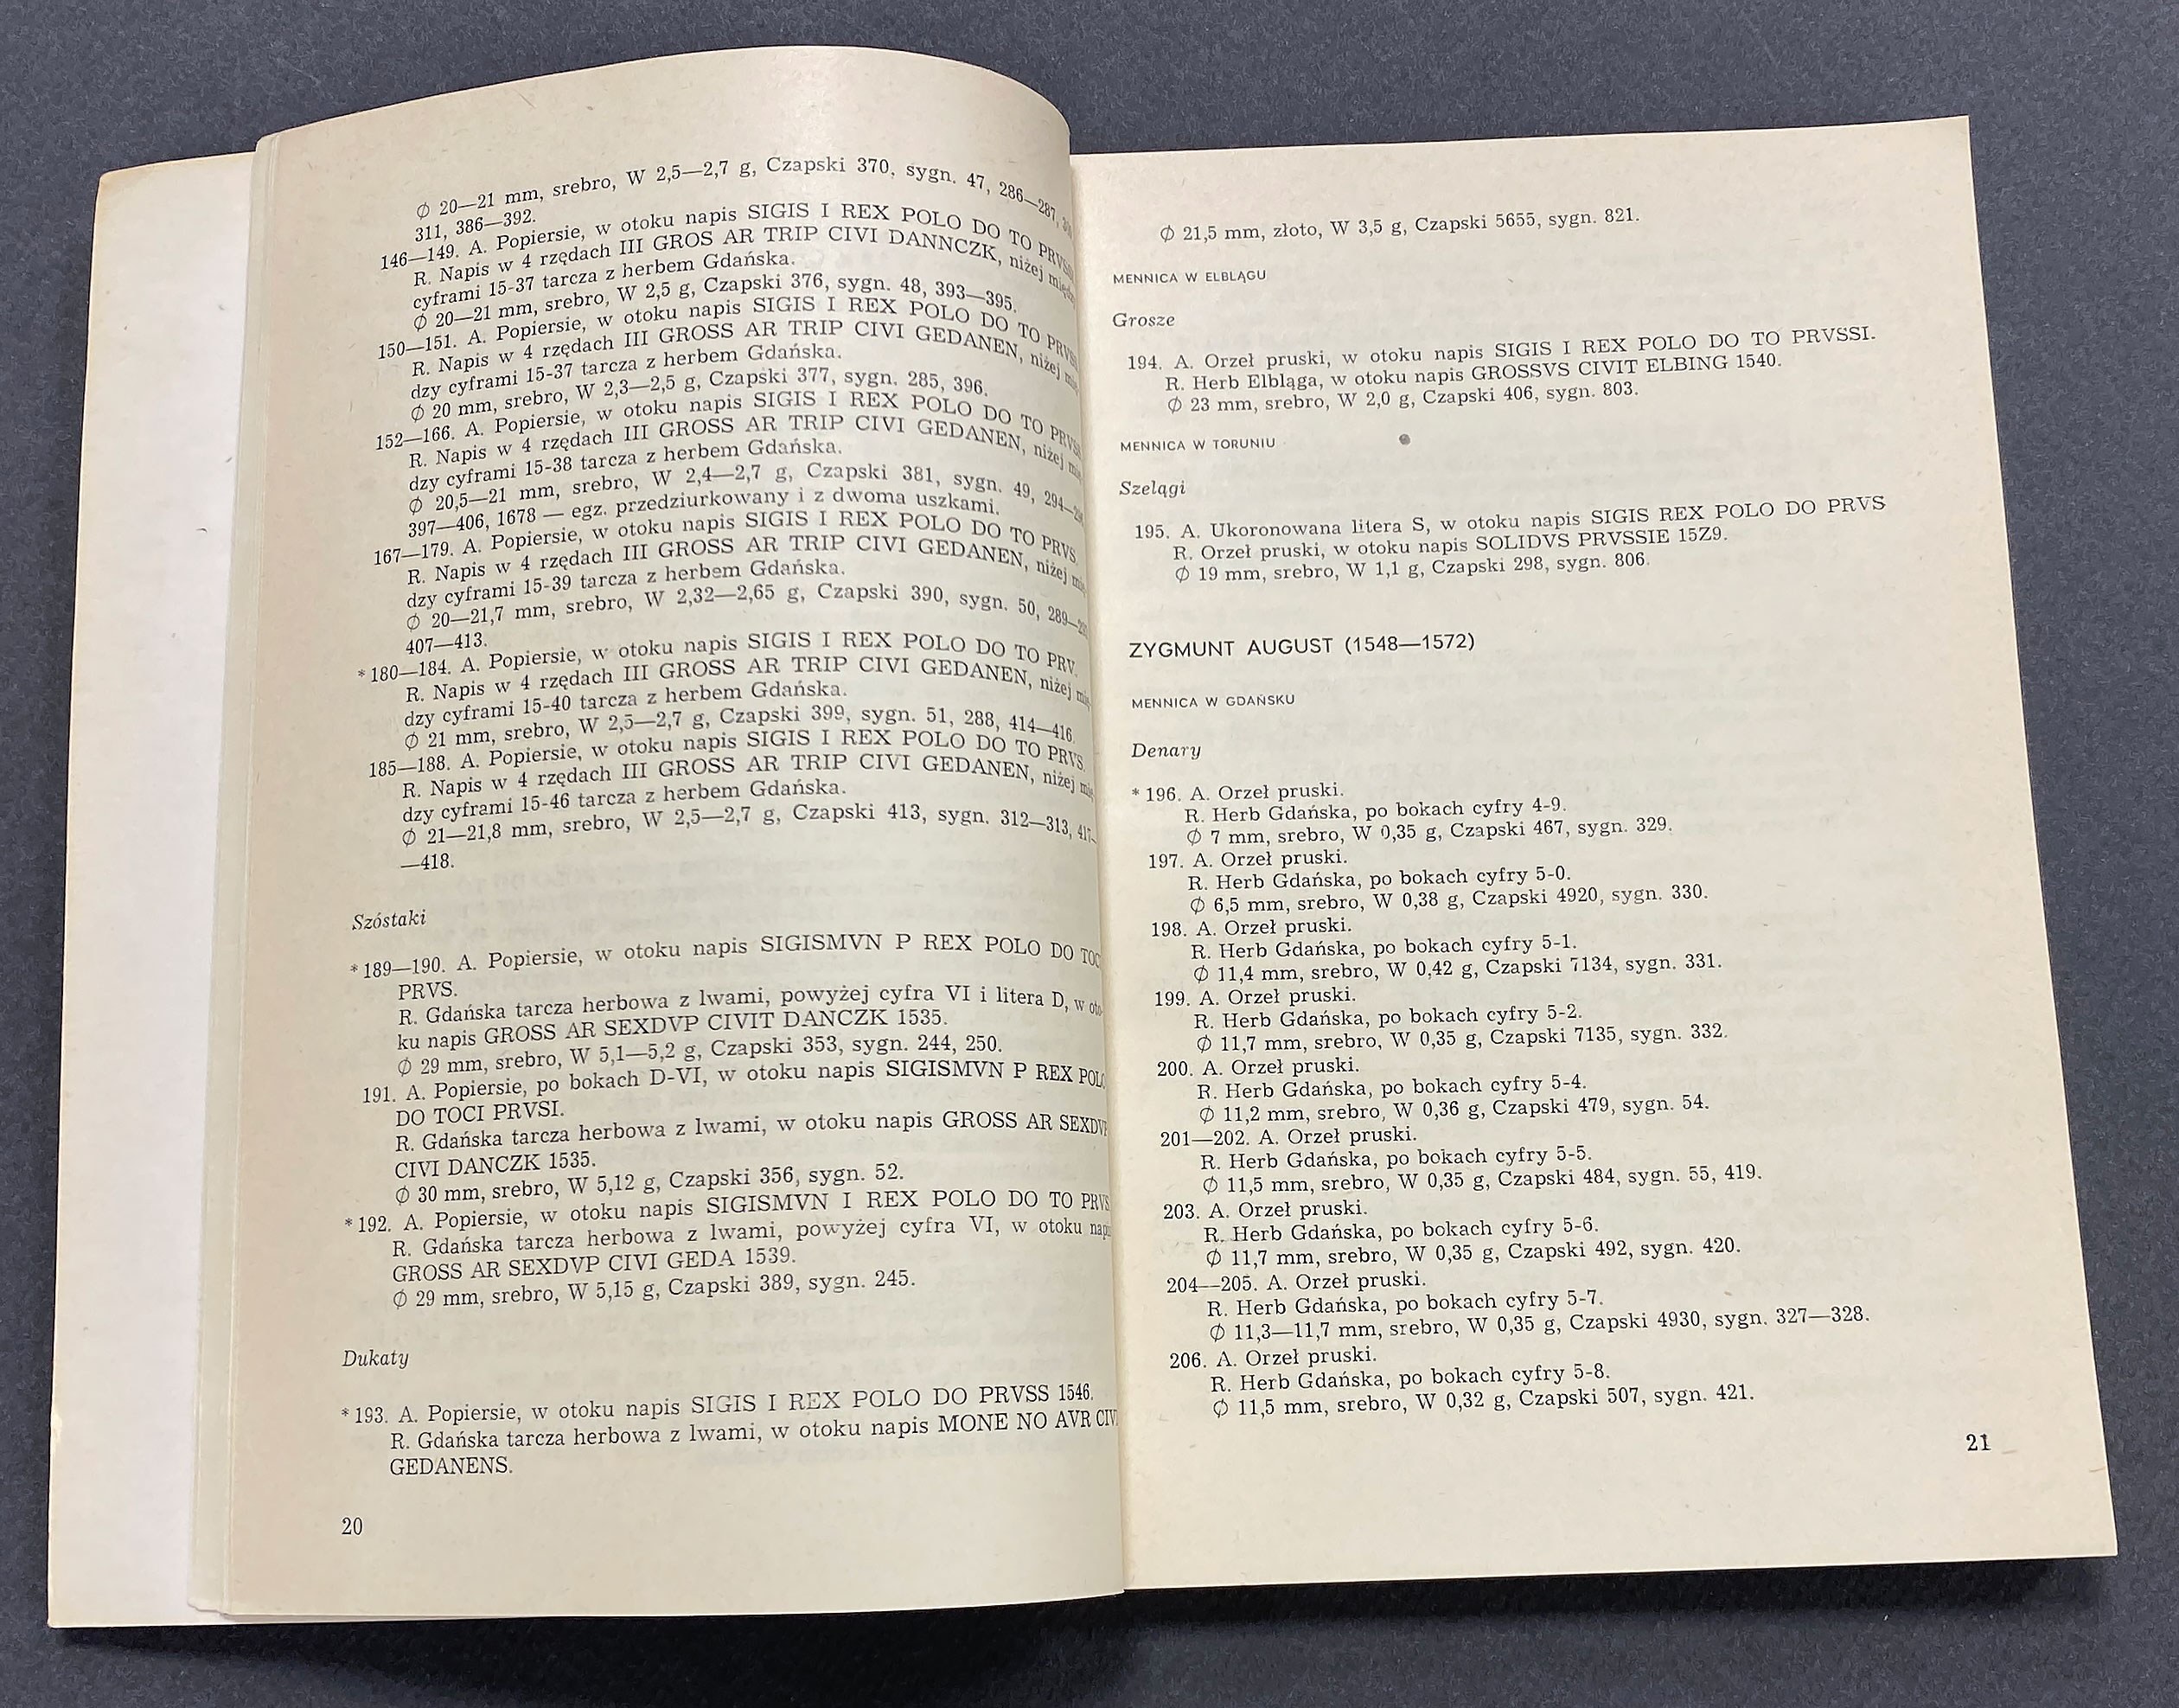 Ø 20—21 mm, srebro, W 2,5—2,7 g, Czapski 370, sygn. 47, 286—287,
311, 386—392.
146—149. A. Popiersie, w otoku napis SIGIS I REX POLO DO TO
R. Napis w 4 rzędach III GROS AR TRIP CIVI DANNCZK, niżej
cyframi 15-37 tarcza z herbem Gdańska.
Ø 20—21 mm, srebro, W 2,5 g, Czapski 376, sygn. 48, 393—395.
150—151. A. Popiersie, w otoku napis SIGIS I REX POLO DO TO
R. Napis w 4 rzędach III GROSS AR TRIP CIVI GEDANEN, niżej
dzy cyframi 15-37 tarcza z herbem Gdańska.
Ø 20 mm, srebro, W 2,3—2,5 g, Czapski 377, sygn. 285, 396.
152—166. A. Popiersie, w otoku napis SIGIS I REX POLO DO TO
R. Napis w 4 rzędach III GROSS AR TRIP CIVI GEDANEN, niżej
dzy cyframi 15-38 tarcza z herbem Gdańska.
Ø 20,5—21 mm, srebro, W 2,4—2,7 g, Czapski 381, sygn. 49,
397—406, 1678 — egz. przedziurkowany i z dwoma uszkami.
167—179. A. Popiersie, w otoku napis SIGIS I REX POLO DO TO PRVS.
R. Napis w 4 rzędach III GROSS AR TRIP CIVI GEDANEN, niżej
dzy cyframi 15-39 tarcza z herbem Gdańska.
Ø 20—21,7 mm, srebro, W 2,32—2,65 g, Czapski 390, sygn. 50,
407—413.
*180—184. A. Popiersie, w otoku napis SIGIS I REX POLO DO TO PRV.
R. Napis w 4 rzędach III GROSS AR TRIP CIVI GEDANEN, niżej
dzy cyframi 15-40 tarcza z herbem Gdańska.
Ø 21 mm, srebro, W 2,5—2,7 g, Czapski 399, sygn. 51, 288, 414—416.
185—188. A. Popiersie, w otoku napis SIGIS I REX POLO DO TO PRVS.
R. Napis w 4 rzędach III GROSS AR TRIP CIVI GEDANEN, niżej
dzy cyframi 15-46 tarcza z herbem Gdańska.
Ø 21—21,8 mm, srebro, W 2,5—2,7 g, Czapski 413, sygn. 312—313, 417—
—418.
Szóstaki
*189—190. A. Popiersie, w otoku napis SIGISMVN P REX POLO DO
PRVS.
R. Gdańska tarcza herbowa z lwami, powyżej cyfra VI i litera D, w oto-
ku napis GROSS AR SEXDVP CIVIT DANCZK 1535.
Ø 29 mm, srebro, W 5,1—5,2 g, Czapski 353, sygn. 244, 250.
191. A. Popiersie, po bokach D-VI, w otoku napis SIGISMVN P REX POLO
DO TOCI PRVSI.
R. Gdańska tarcza herbowa z lwami, w otoku napis GROSS AR SEXDVP
CIVI DANCZK 1535.
Ø 30 mm, srebro, W 5,12 g, Czapski 356, sygn. 52.
*192. A. Popiersie, w otoku napis SIGISMVN I REX POLO DO TO PRVS
R. Gdańska tarcza herbowa z lwami, powyżej cyfra VI, w otoku napis
GROSS AR SEXDVP CIVI GEDA 1539.
Ø 29 mm, srebro, W 5,15 g, Czapski 389, sygn. 245.
Dukaty
*193. A. Popiersie, w otoku napis SIGIS I REX POLO DO PRVSS 1546.
R. Gdańska tarcza herbowa z lwami, w otoku napis MONE NO AVR CIVI
GEDANENS.
20
Ø 21,5 mm, złoto, W 3,5 g, Czapski 5655, sygn. 821.
MENNICA W ELBLĄGU
Grosze
194. A. Orzeł pruski, w otoku napis SIGIS I REX POLO DO TO PRVSSI.
R. Herb Elbląga, w otoku napis GROSSVS CIVIT ELBING 1540.
Ø 23 mm, srebro, W 2,0 g, Czapski 406, sygn. 803.
MENNICA W TORUNIU
Szelągi
195. A. Ukoronowana litera S, w otoku napis SIGIS REX POLO DO PRVS
R. Orzeł pruski, w otoku napis SOLIDVS PRVSSIE 15Z9.
Ø 19 mm, srebro, W 1,1 g, Czapski 298, sygn. 806.
ZYGMUNT AUGUST (1548—1572)
MENNICA W GDAŃSKU
Denary
*196. A. Orzeł pruski.
R. Herb Gdańska, po bokach cyfry 4-9.
Ø 7 mm, srebro, W 0,35 g, Czapski 467, sygn. 329.
197. A. Orzeł pruski.
R. Herb Gdańska, po bokach cyfry 5-0.
Ø 6,5 mm, srebro, W 0,38 g, Czapski 4920, sygn. 330.
198. A. Orzeł pruski.
R. Herb Gdańska, po bokach cyfry 5-1.
Ø 11,4 mm, srebro, W 0,42 g, Czapski 7134, sygn. 331.
199. A. Orzeł pruski.
R. Herb Gdańska, po bokach cyfry 5-2.
Ø 11,7 mm, srebro, W 0,35 g, Czapski 7135, sygn. 332.
200. A. Orzeł pruski.
R. Herb Gdańska, po bokach cyfry 5-4.
Ø 11,2 mm, srebro, W 0,36 g, Czapski 479, sygn. 54.
201—202. A. Orzeł pruski.
R. Herb Gdańska, po bokach cyfry 5-5.
Ø 11,5 mm, srebro, W 0,35 g, Czapski 484, sygn. 55, 419.
203. A. Orzeł pruski.
R. Herb Gdańska, po bokach cyfry 5-6.
Ø 11,7 mm, srebro, W 0,35 g, Czapski 492, sygn. 420.
204—205. A. Orzeł pruski.
R. Herb Gdańska, po bokach cyfry 5-7.
Ø 11,3—11,7 mm, srebro, W 0,35 g, Czapski 4930, sygn. 327—328.
206. A. Orzeł pruski.
R. Herb Gdańska, po bokach cyfry 5-8.
Ø 11,5 mm, srebro, W 0,32 g, Czapski 507, sygn. 421.
21